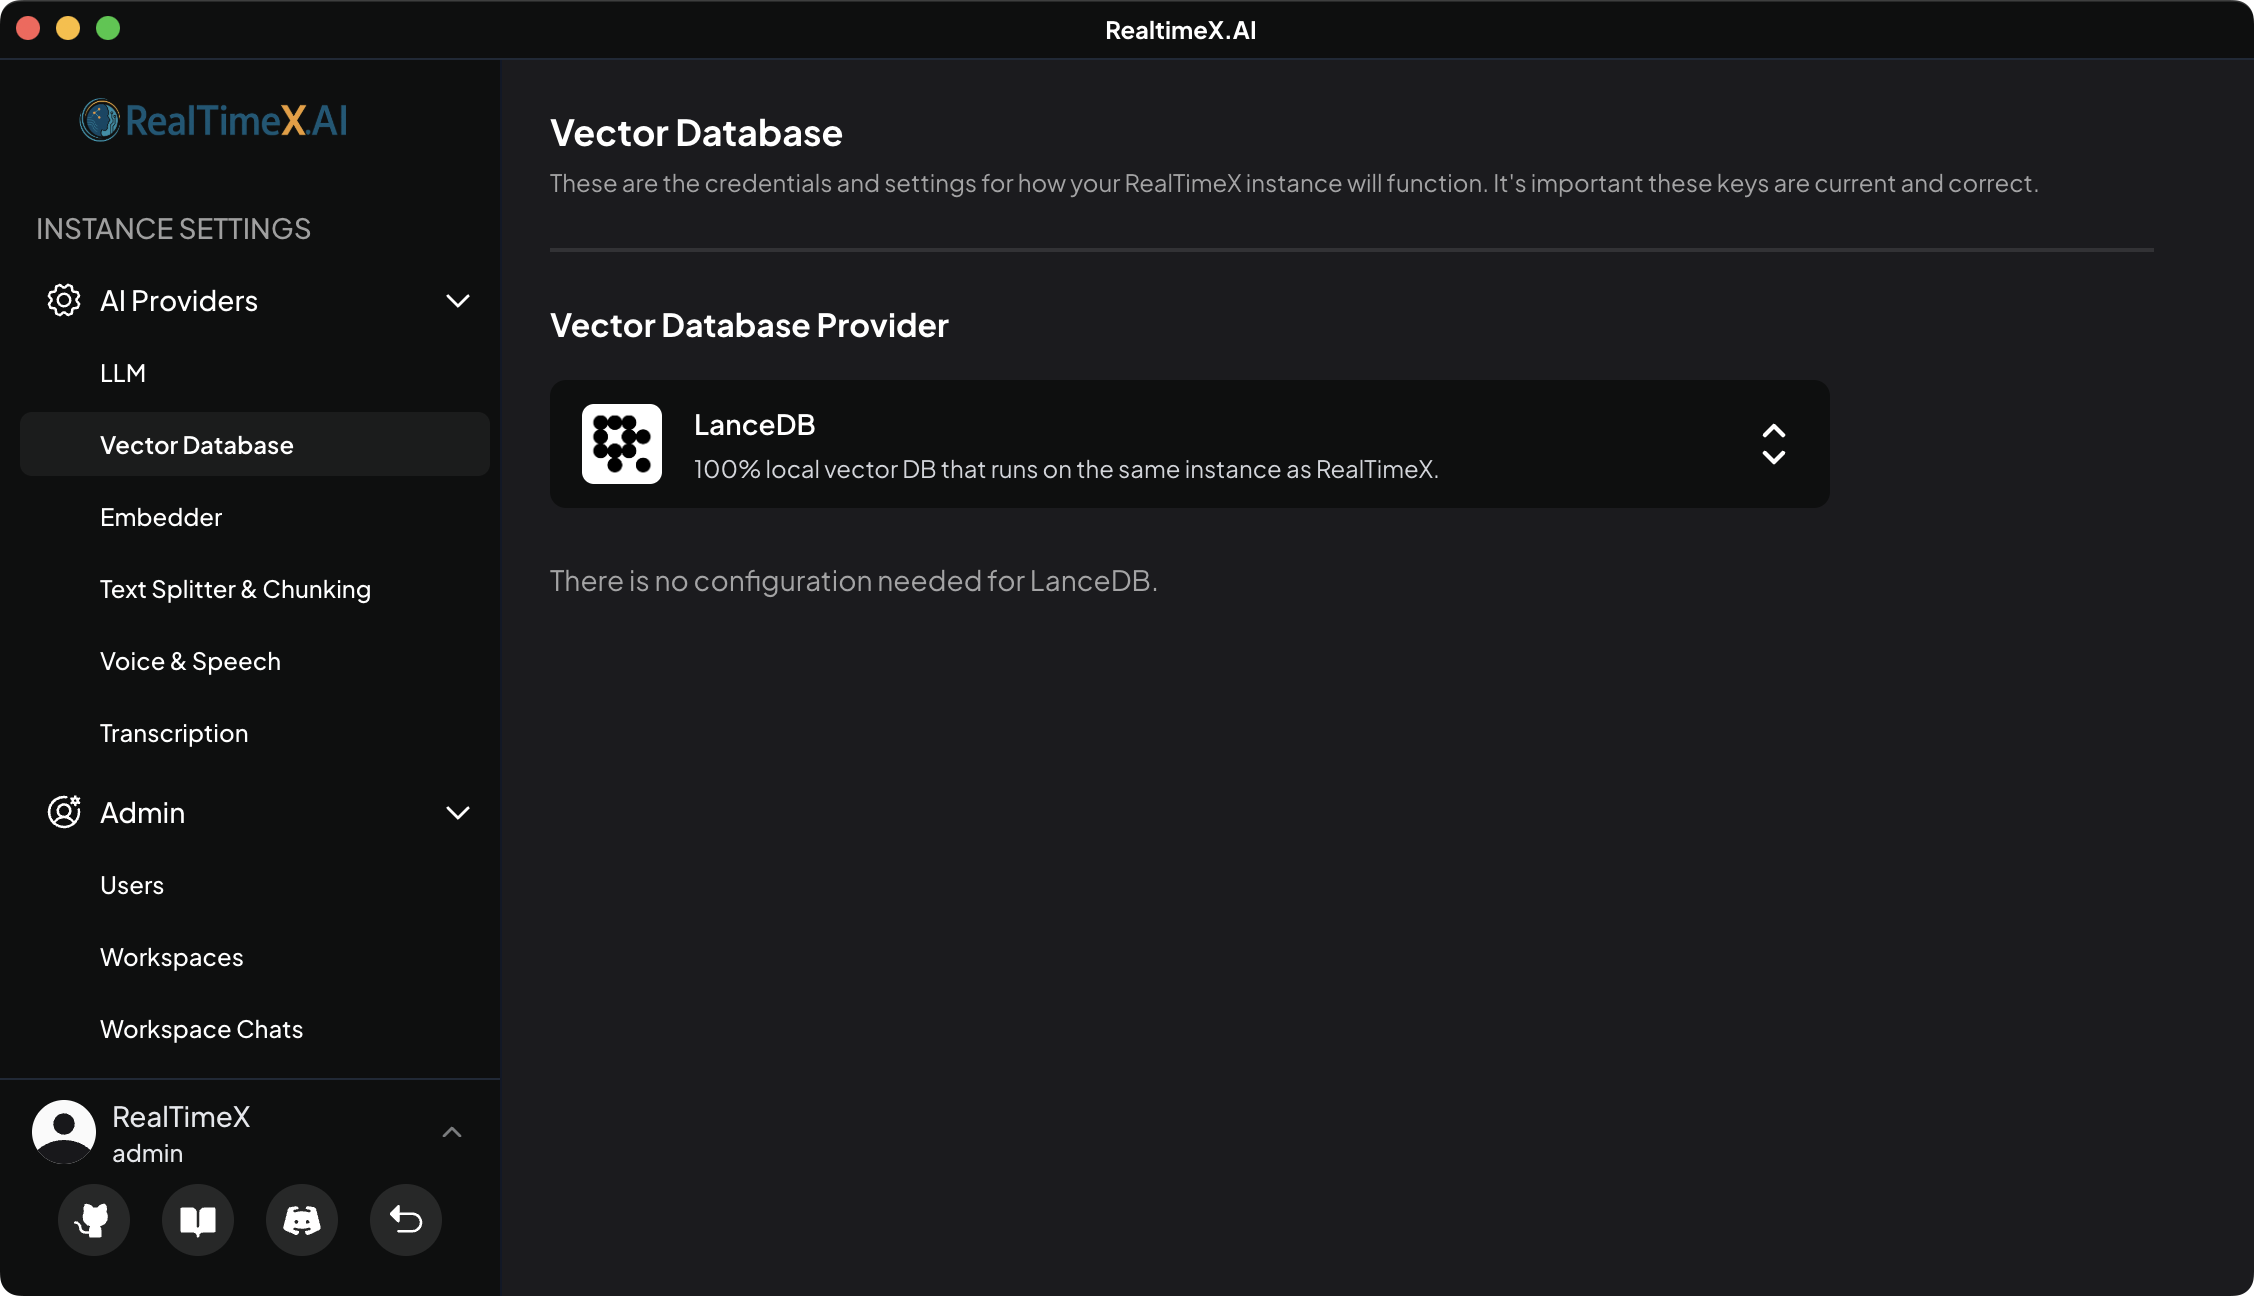 RealtimeX.AI
RealTimeX.AI
INSTANCE SETTINGS
AI Providers
LLM
Vector Database
Embedder
Text Splitter & Chunking
Voice & Speech
Transcription
Admin
Users
Workspaces
Workspace Chats
RealTimeX
admin
Vector Database
These are the credentials and settings for how your RealTimeX instance will function. It's important these keys are current and correct.
Vector Database Provider
LanceDB
100% local vector DB that runs on the same instance as RealTimeX.
There is no configuration needed for LanceDB.